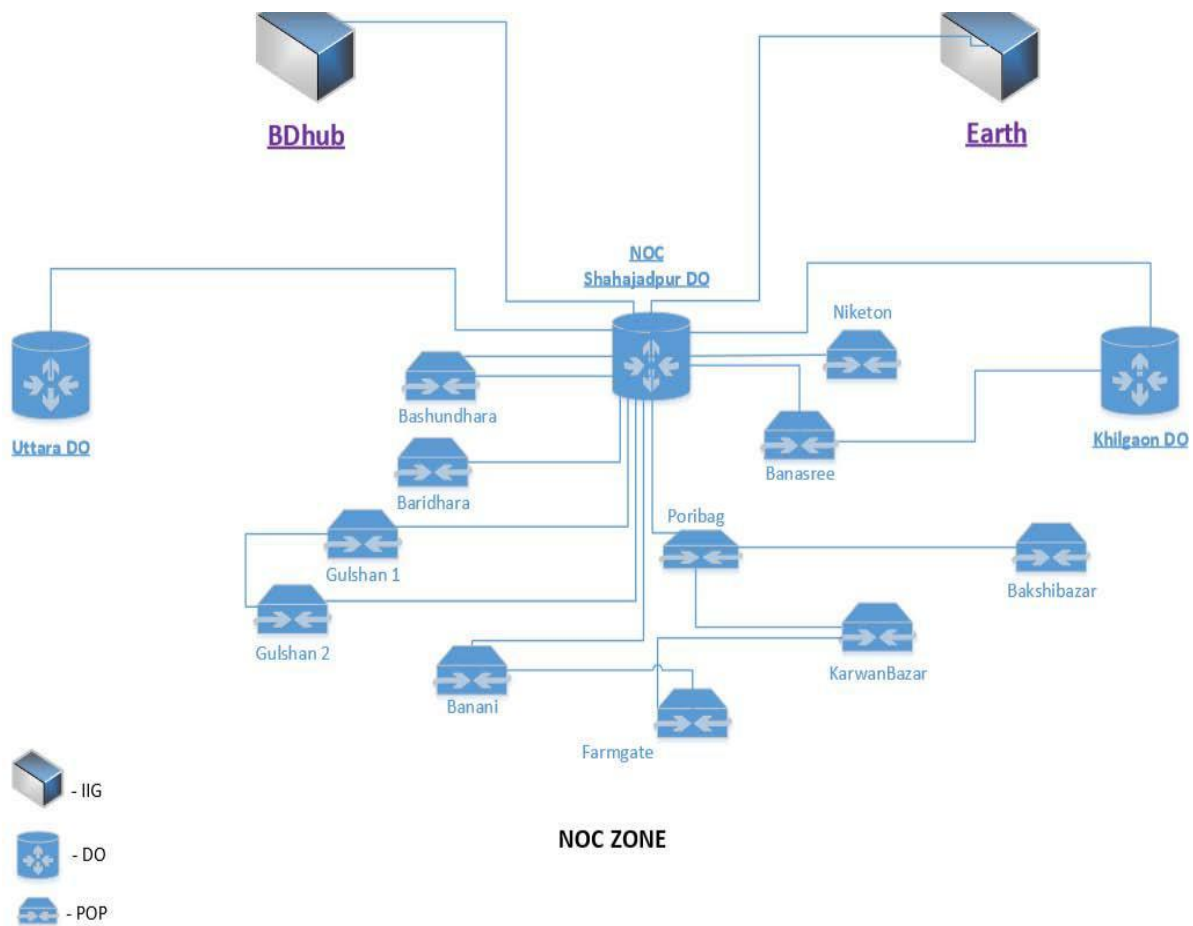 BDhub
Earth
NOC
Shahajadpur DO
Niketon
Bashundhara
Uttara DO
Khilgaon DO
Banasree
Baridhara
Poribag
Gulshan 1
Bakshibazar
Gulshan 2
KarwanBazar
Banani
Farmgate
- IIG
NOC ZONE
- DO
- POP